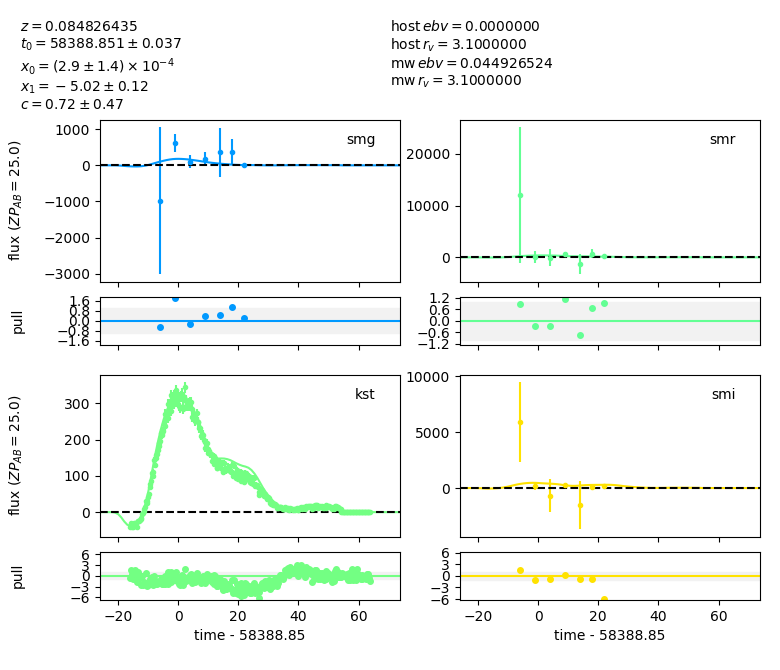 z = 0.084826435
t0 = 58388.851 ± 0.037
x0 = (2.9 ± 1.4) × 10^−4
x1 = −5.02 ± 0.12
c = 0.72 ± 0.47
host ebv = 0.0000000
host rv = 3.1000000
mw ebv = 0.044926524
mw rv = 3.1000000
smg
1000
0
−1000
−2000
−3000
flux (ZPAB = 25.0)
smr
20000
10000
0
1.6
0.8
0.0
−0.8
−1.6
pull
1.2
0.6
0.0
−0.6
−1.2
kst
300
200
100
0
flux (ZPAB = 25.0)
smi
10000
5000
0
6
3
0
−3
−6
pull
−20 0 20 40 60
time - 58388.85
6
3
0
−3
−6
−20 0 20 40 60
time - 58388.85